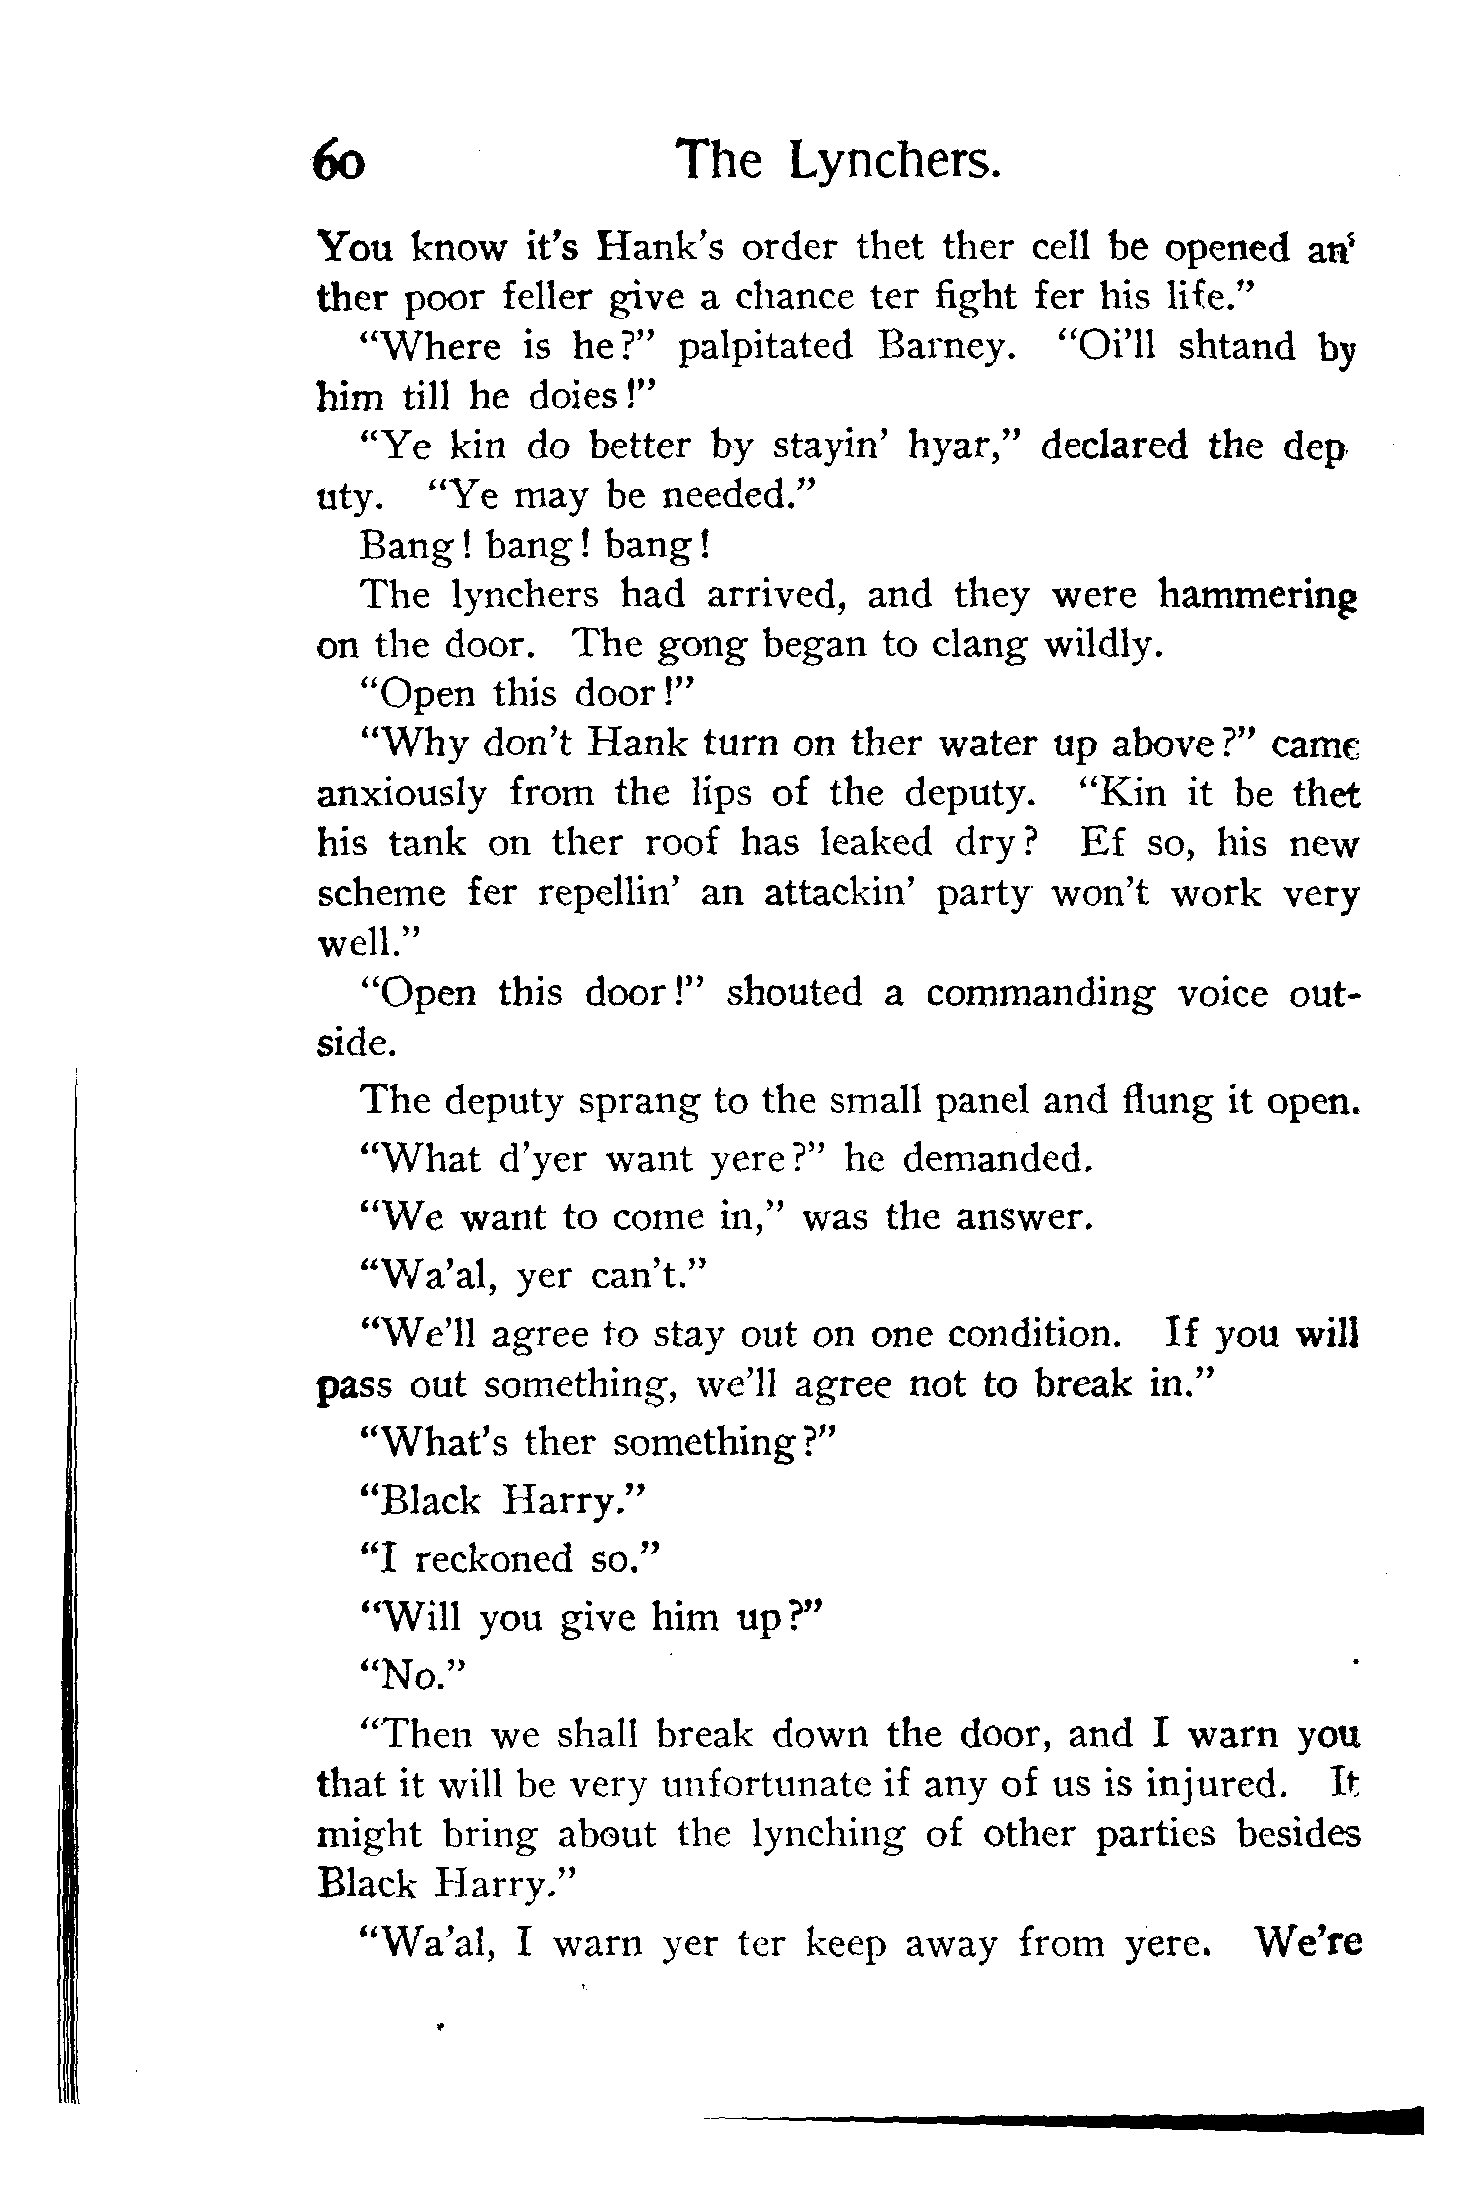 60 The Lynchers.
You know it's Hank's order thet ther cell be opened an'
ther poor feller give a chance ter fight fer his life."
"Where is he?" palpitated Barney. "Oi'll shtand by
him till he doies!"
"Ye kin do better by stayin' hyar," declared the dep
uty. "Ye may be needed."
Bang! bang! bang!
The lynchers had arrived, and they were hammering
on the door. The gong began to clang wildly.
"Open this door!"
"Why don't Hank turn on ther water up above?" came
anxiously from the lips of the deputy. "Kin it be thet
his tank on ther roof has leaked dry? Ef so, his new
scheme fer repellin' an attackin' party won't work very
well."
"Open this door!" shouted a commanding voice out-
side.
The deputy sprang to the small panel and flung it open.
"What d'yer want yere?" he demanded.
"We want to come in," was the answer.
"Wa'al, yer can't."
"We'll agree to stay out on one condition. If you will
pass out something, we'll agree not to break in."
"What's ther something?"
"Black Harry."
"I reckoned so."
"Will you give him up?"
"No."
"Then we shall break down the door, and I warn you
that it will be very unfortunate if any of us is injured. It
might bring about the lynching of other parties besides
Black Harry."
"Wa'al, I warn yer ter keep away from yere. We're